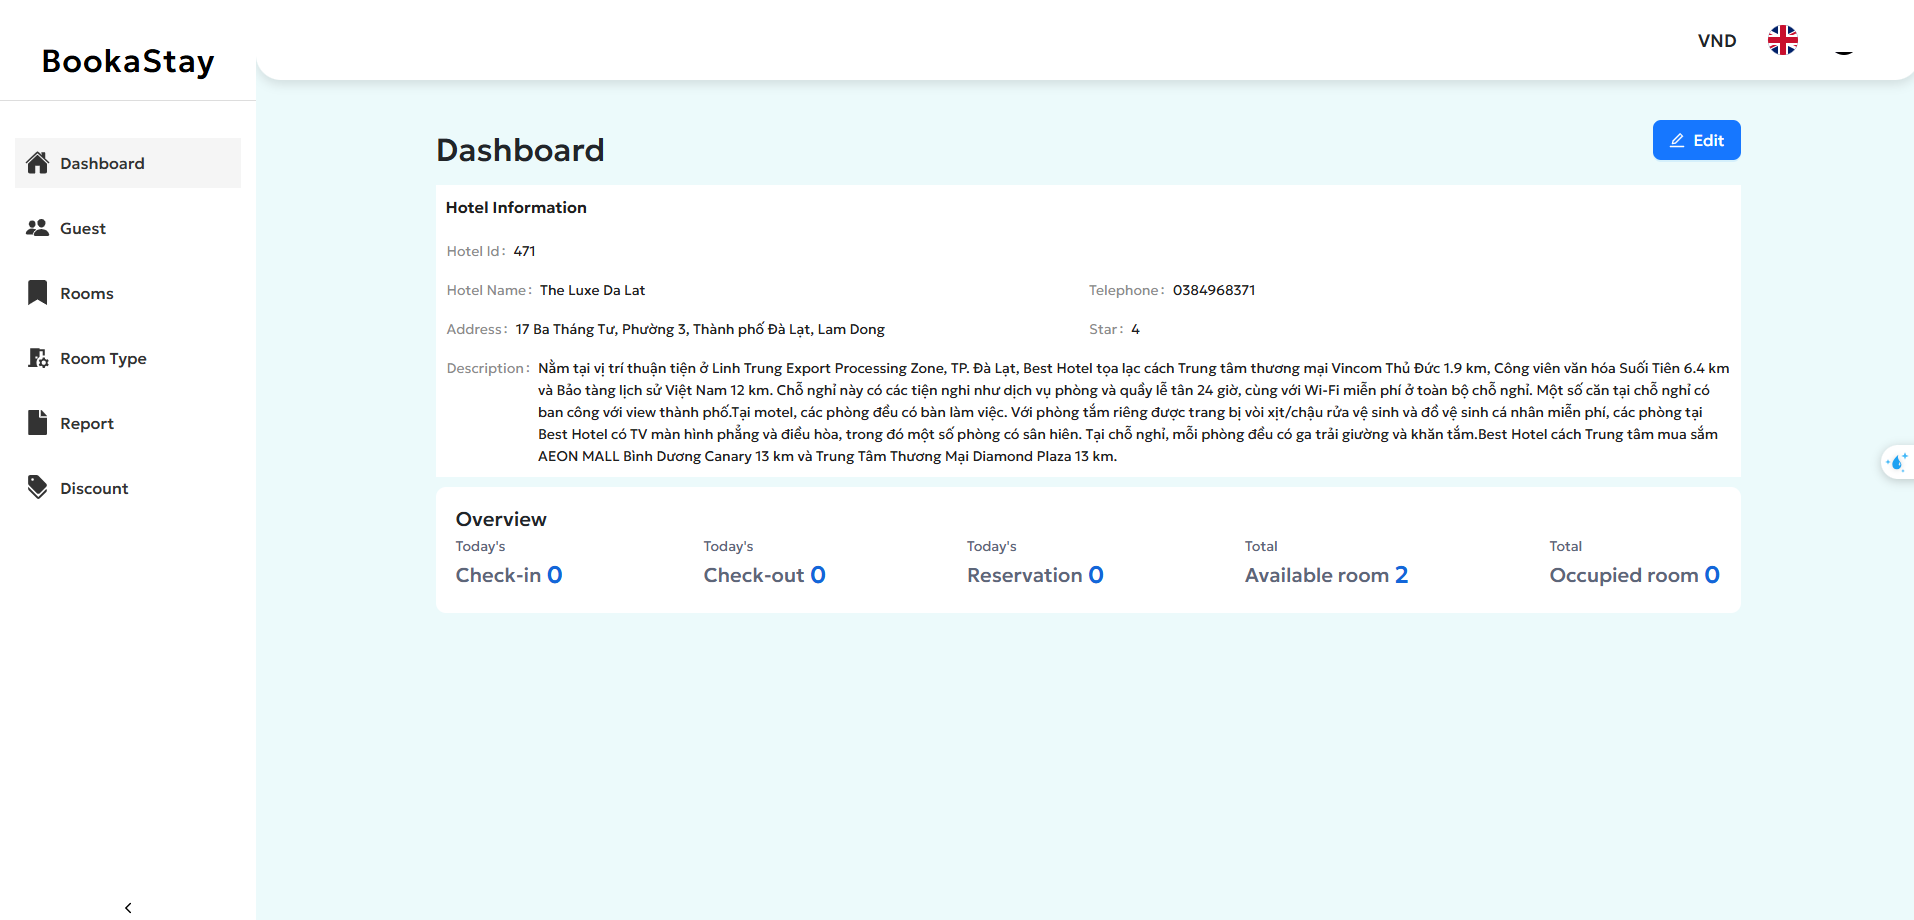 BookaStay
VND
Dashboard
Guest
Rooms
Room Type
Report
Discount
Dashboard
Edit
Hotel Information
Hotel Id: 471
Hotel Name: The Luxe Da Lat
Telephone: 0384968371
Address: 17 Ba Tháng Tư, Phường 3, Thành phố Đà Lạt, Lam Dong
Star: 4
Description: Nằm tại vị trí thuận tiện ở Linh Trung Export Processing Zone, TP. Đà Lạt, Best Hotel tọa lạc cách Trung tâm thương mại Vincom Thủ Đức 1.9 km, Công viên văn hóa Suối Tiên 6.4 km
và Bảo tàng lịch sử Việt Nam 12 km. Chỗ nghỉ này có các tiện nghi như dịch vụ phòng và quầy lễ tân 24 giờ, cùng với Wi-Fi miễn phí ở toàn bộ chỗ nghỉ. Một số căn tại chỗ nghỉ có
ban công với view thành phố.Tại motel, các phòng đều có bàn làm việc. Với phòng tắm riêng được trang bị vòi xịt/chậu rửa vệ sinh và đồ vệ sinh cá nhân miễn phí, các phòng tại
Best Hotel có TV màn hình phẳng và điều hòa, trong đó một số phòng có sân hiên. Tại chỗ nghỉ, mỗi phòng đều có ga trải giường và khăn tắm.Best Hotel cách Trung tâm mua sắm
AEON MALL Bình Dương Canary 13 km và Trung Tâm Thương Mại Diamond Plaza 13 km.
Overview
Today's
Check-in 0
Today's
Check-out 0
Today's
Reservation 0
Total
Available room 2
Total
Occupied room 0